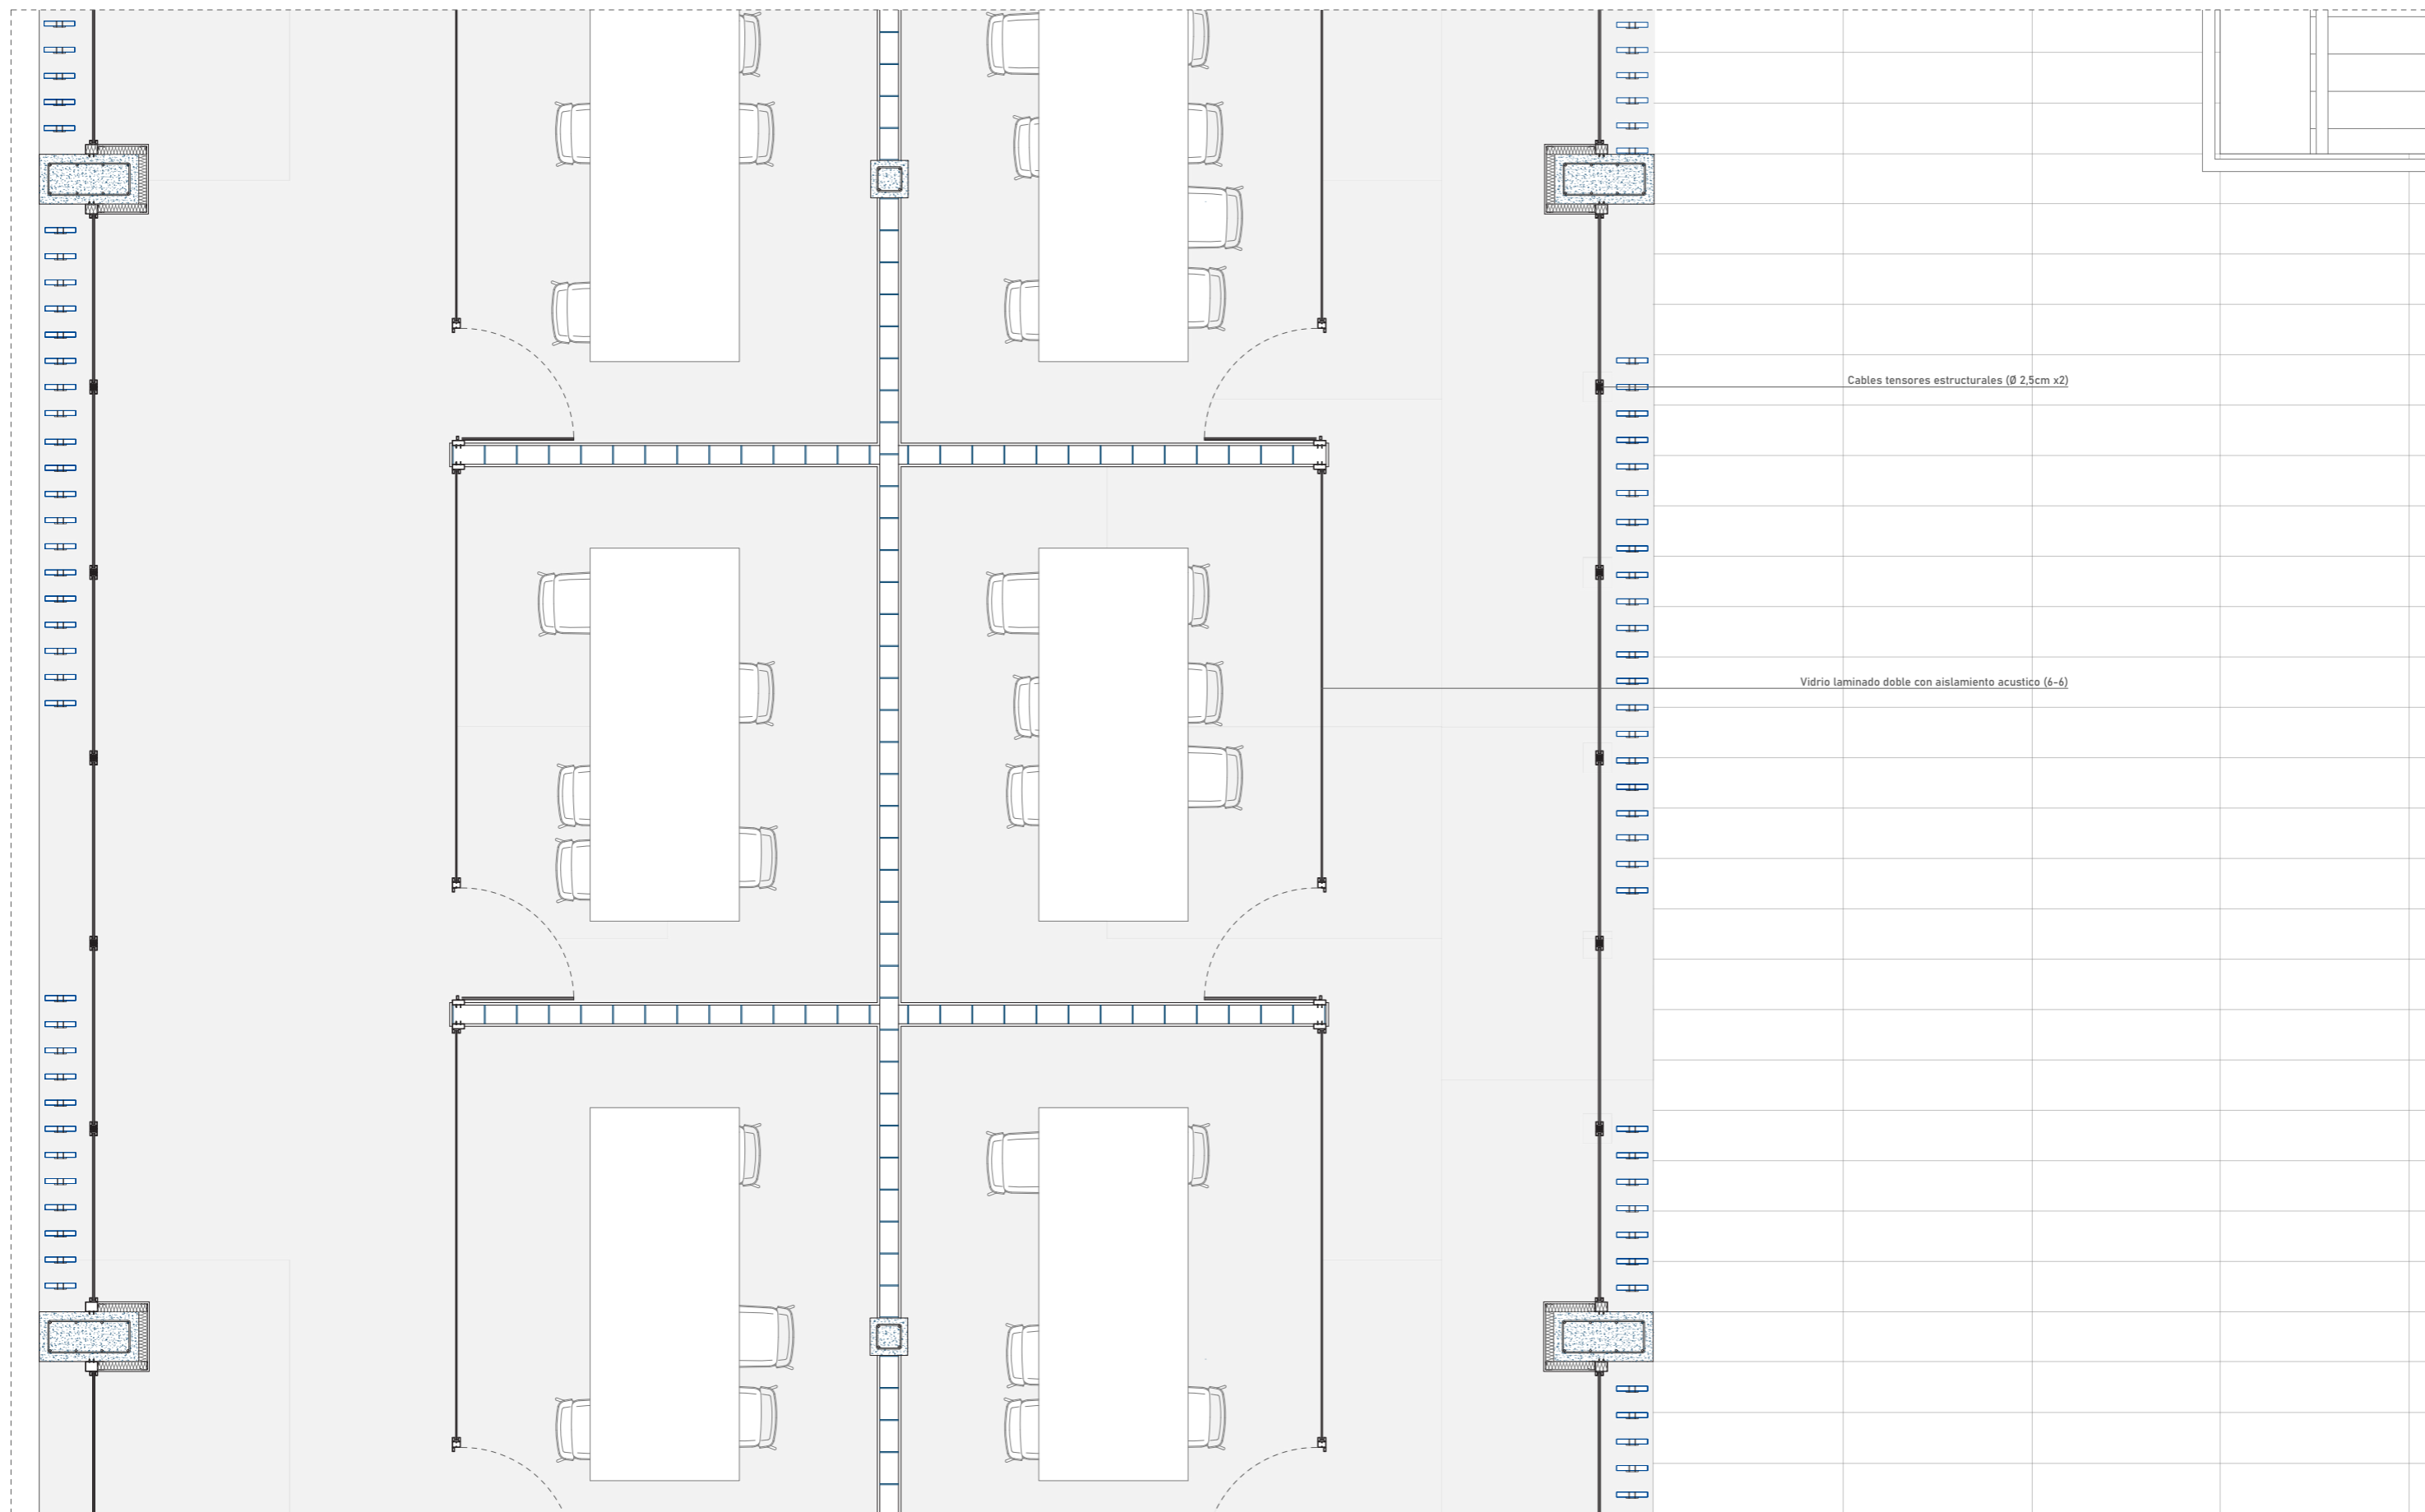 Cables tensores estructurales (Ø 2,5cm x2)
Vidrio laminado doble con aislamiento acustico (6-6)